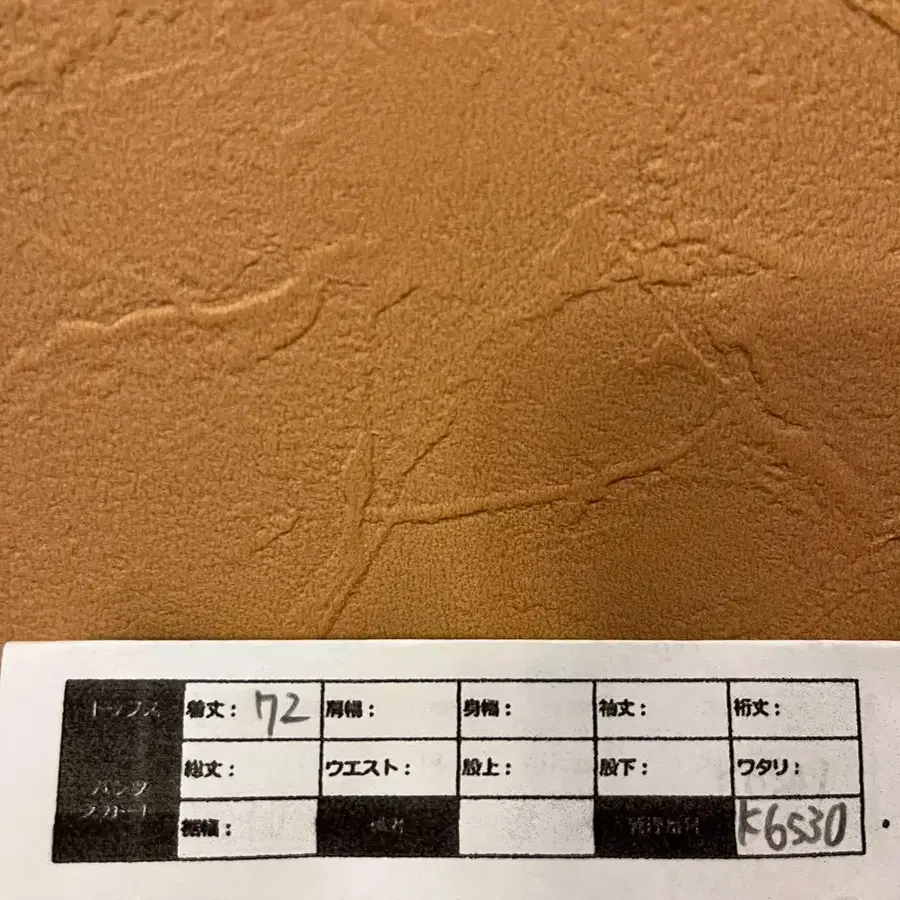 トップス 着丈： 72 肩幅： 身幅： 袖丈： 裄丈：
パンツ 総丈： ウエスト： 股上： 股下： ワタリ：
スカート 裾幅： K6530